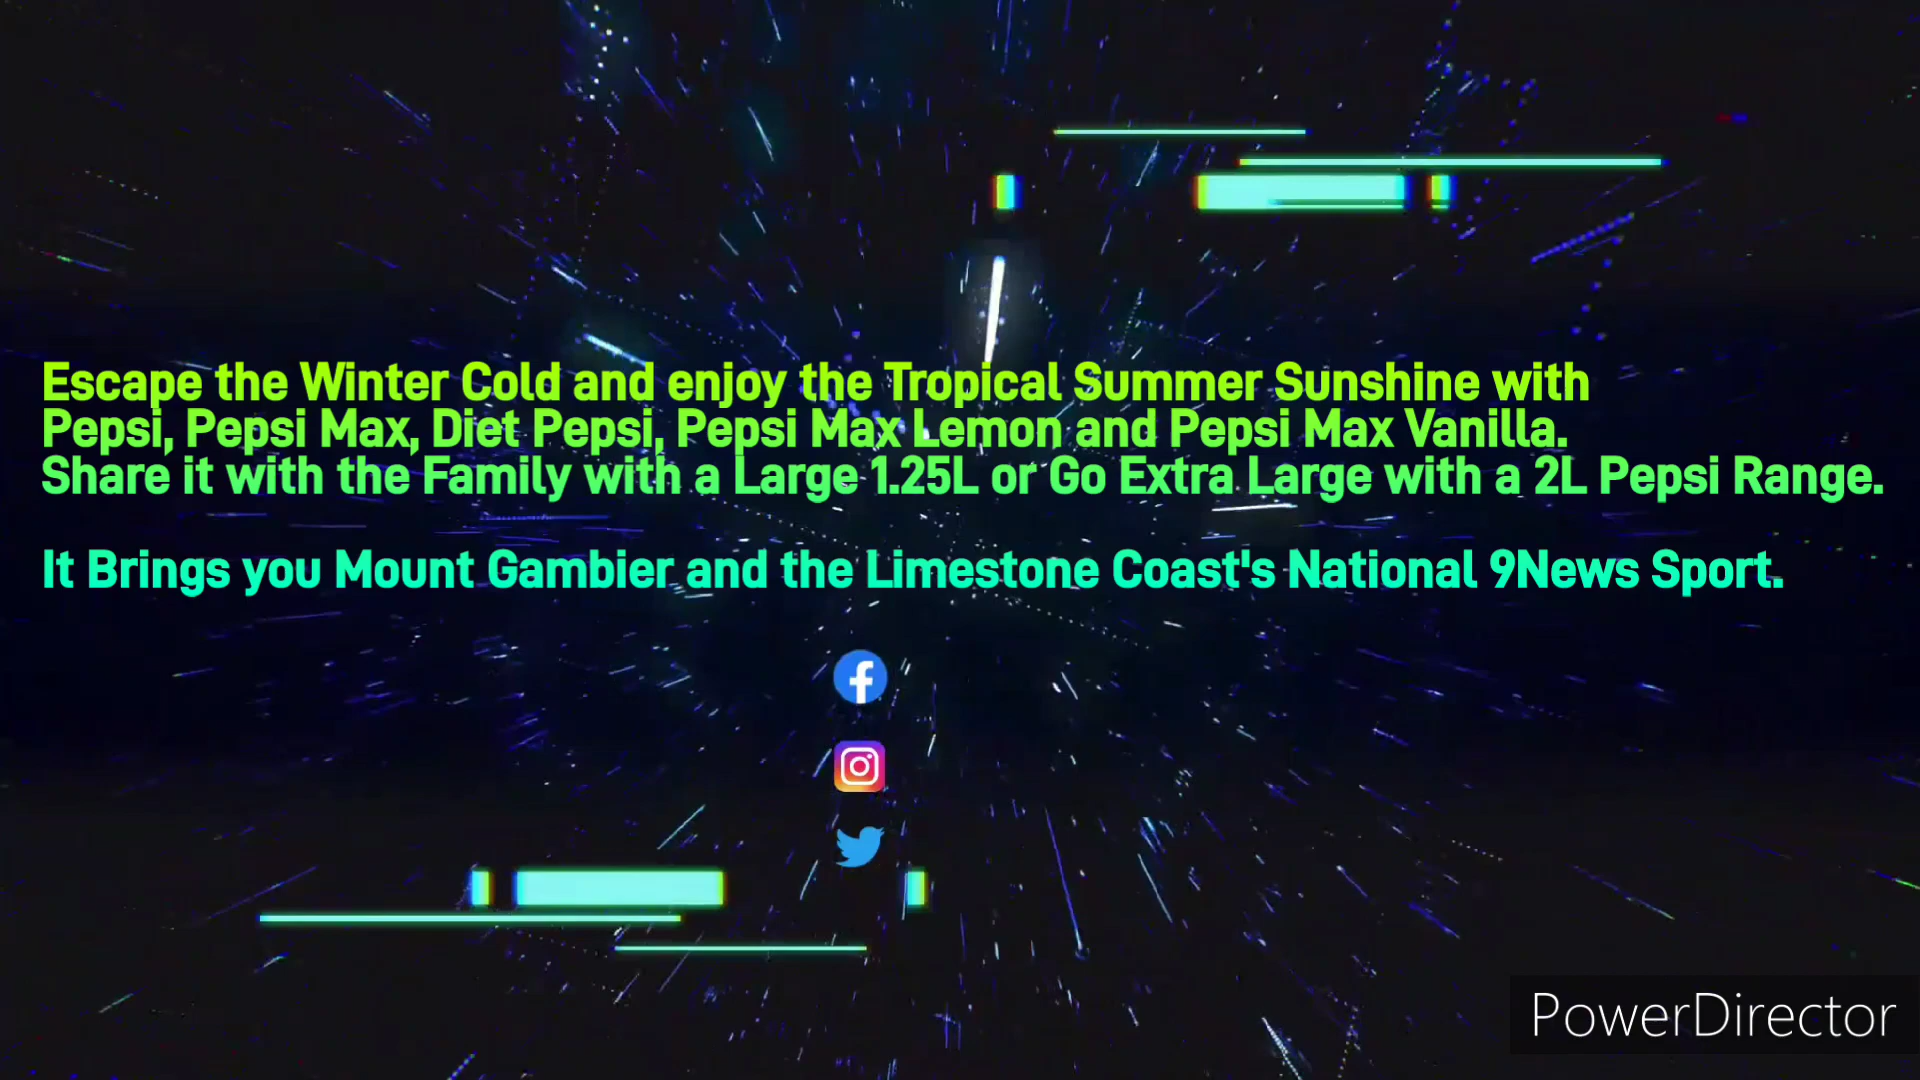 Escape the Winter Cold and enjoy the Tropical Summer Sunshine with
Pepsi, Pepsi Max, Diet Pepsi, Pepsi Max Lemon and Pepsi Max Vanilla.
Share it with the Family with a Large 1.25L or Go Extra Large with a 2L Pepsi Range.
It Brings you Mount Gambier and the Limestone Coast's National 9News Sport.
PowerDirector